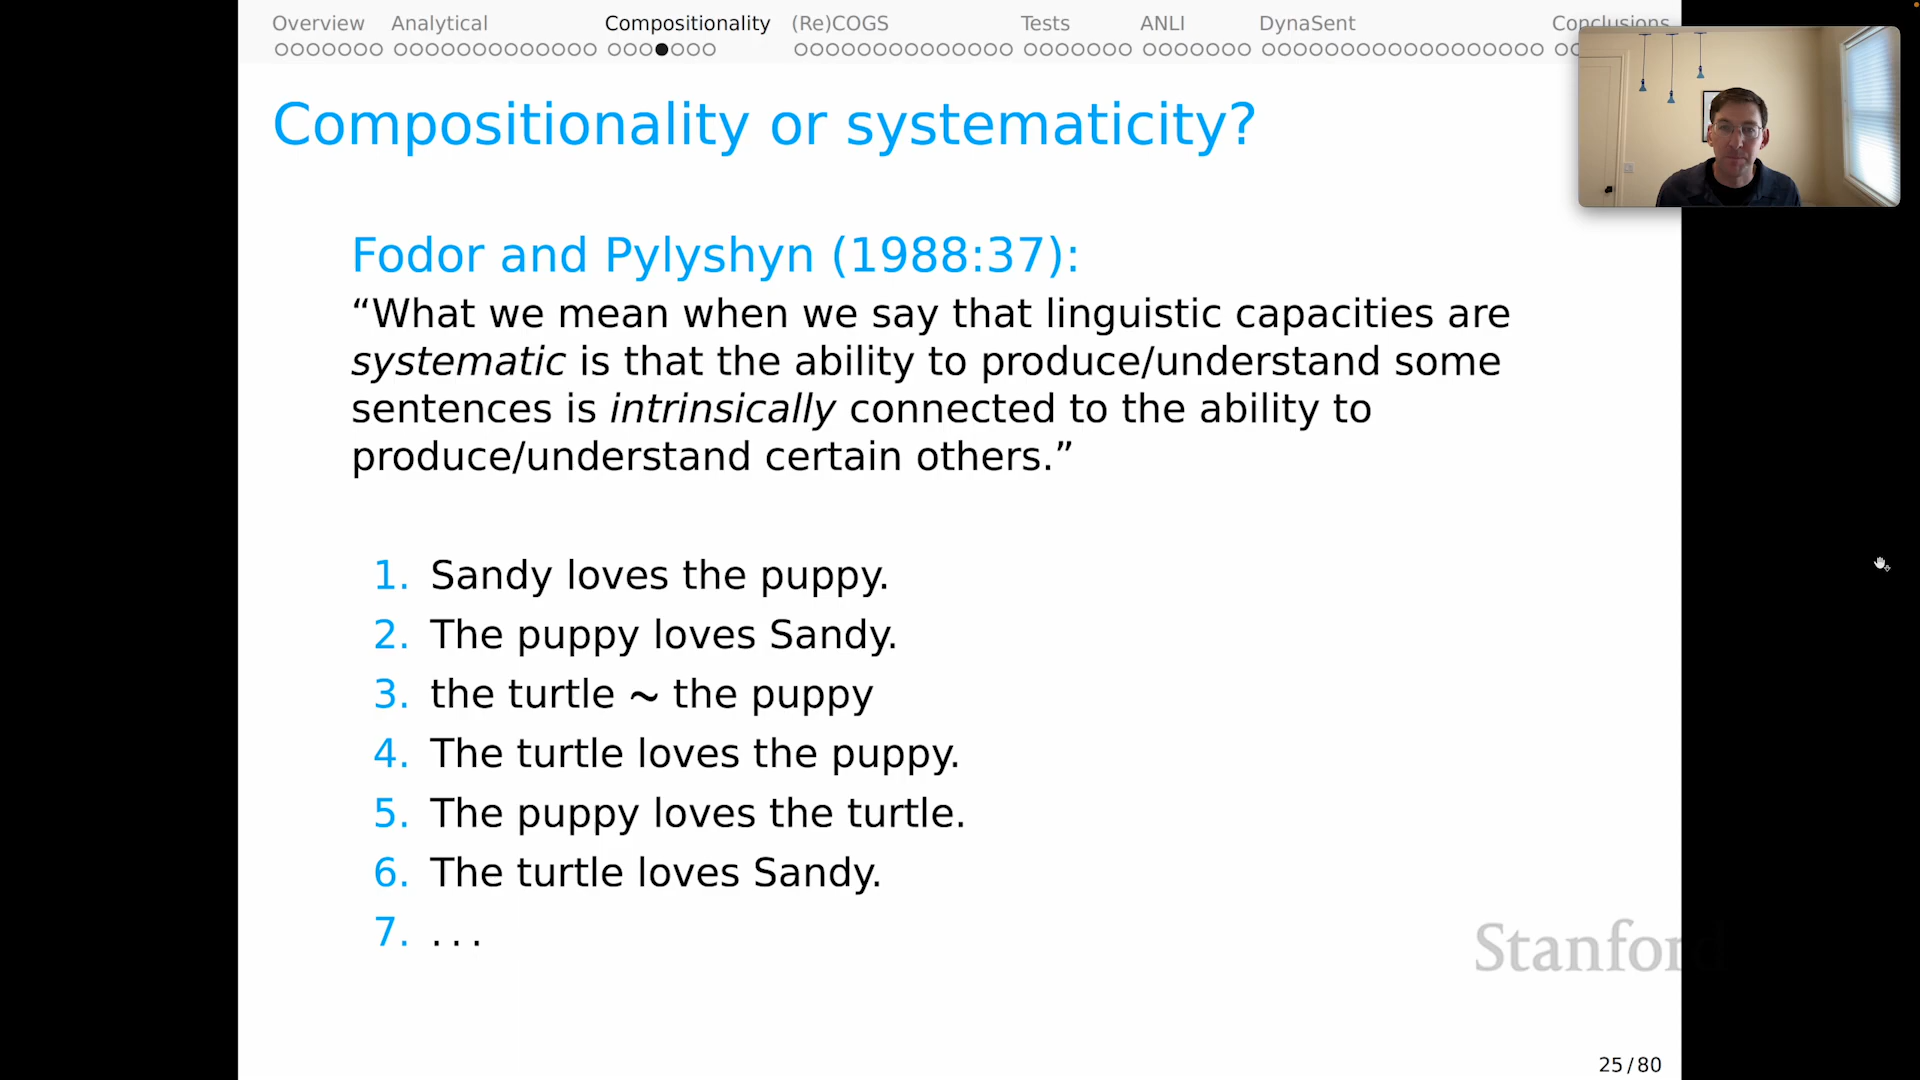 Overview Analytical Compositionality (Re)COGS Tests ANLI DynaSent Conclusions
Compositionality or systematicity?
Fodor and Pylyshyn (1988:37):
“What we mean when we say that linguistic capacities are
systematic is that the ability to produce/understand some
sentences is intrinsically connected to the ability to
produce/understand certain others.”
1. Sandy loves the puppy.
2. The puppy loves Sandy.
3. the turtle ~ the puppy
4. The turtle loves the puppy.
5. The puppy loves the turtle.
6. The turtle loves Sandy.
7. . . .
Stanford
25 / 80